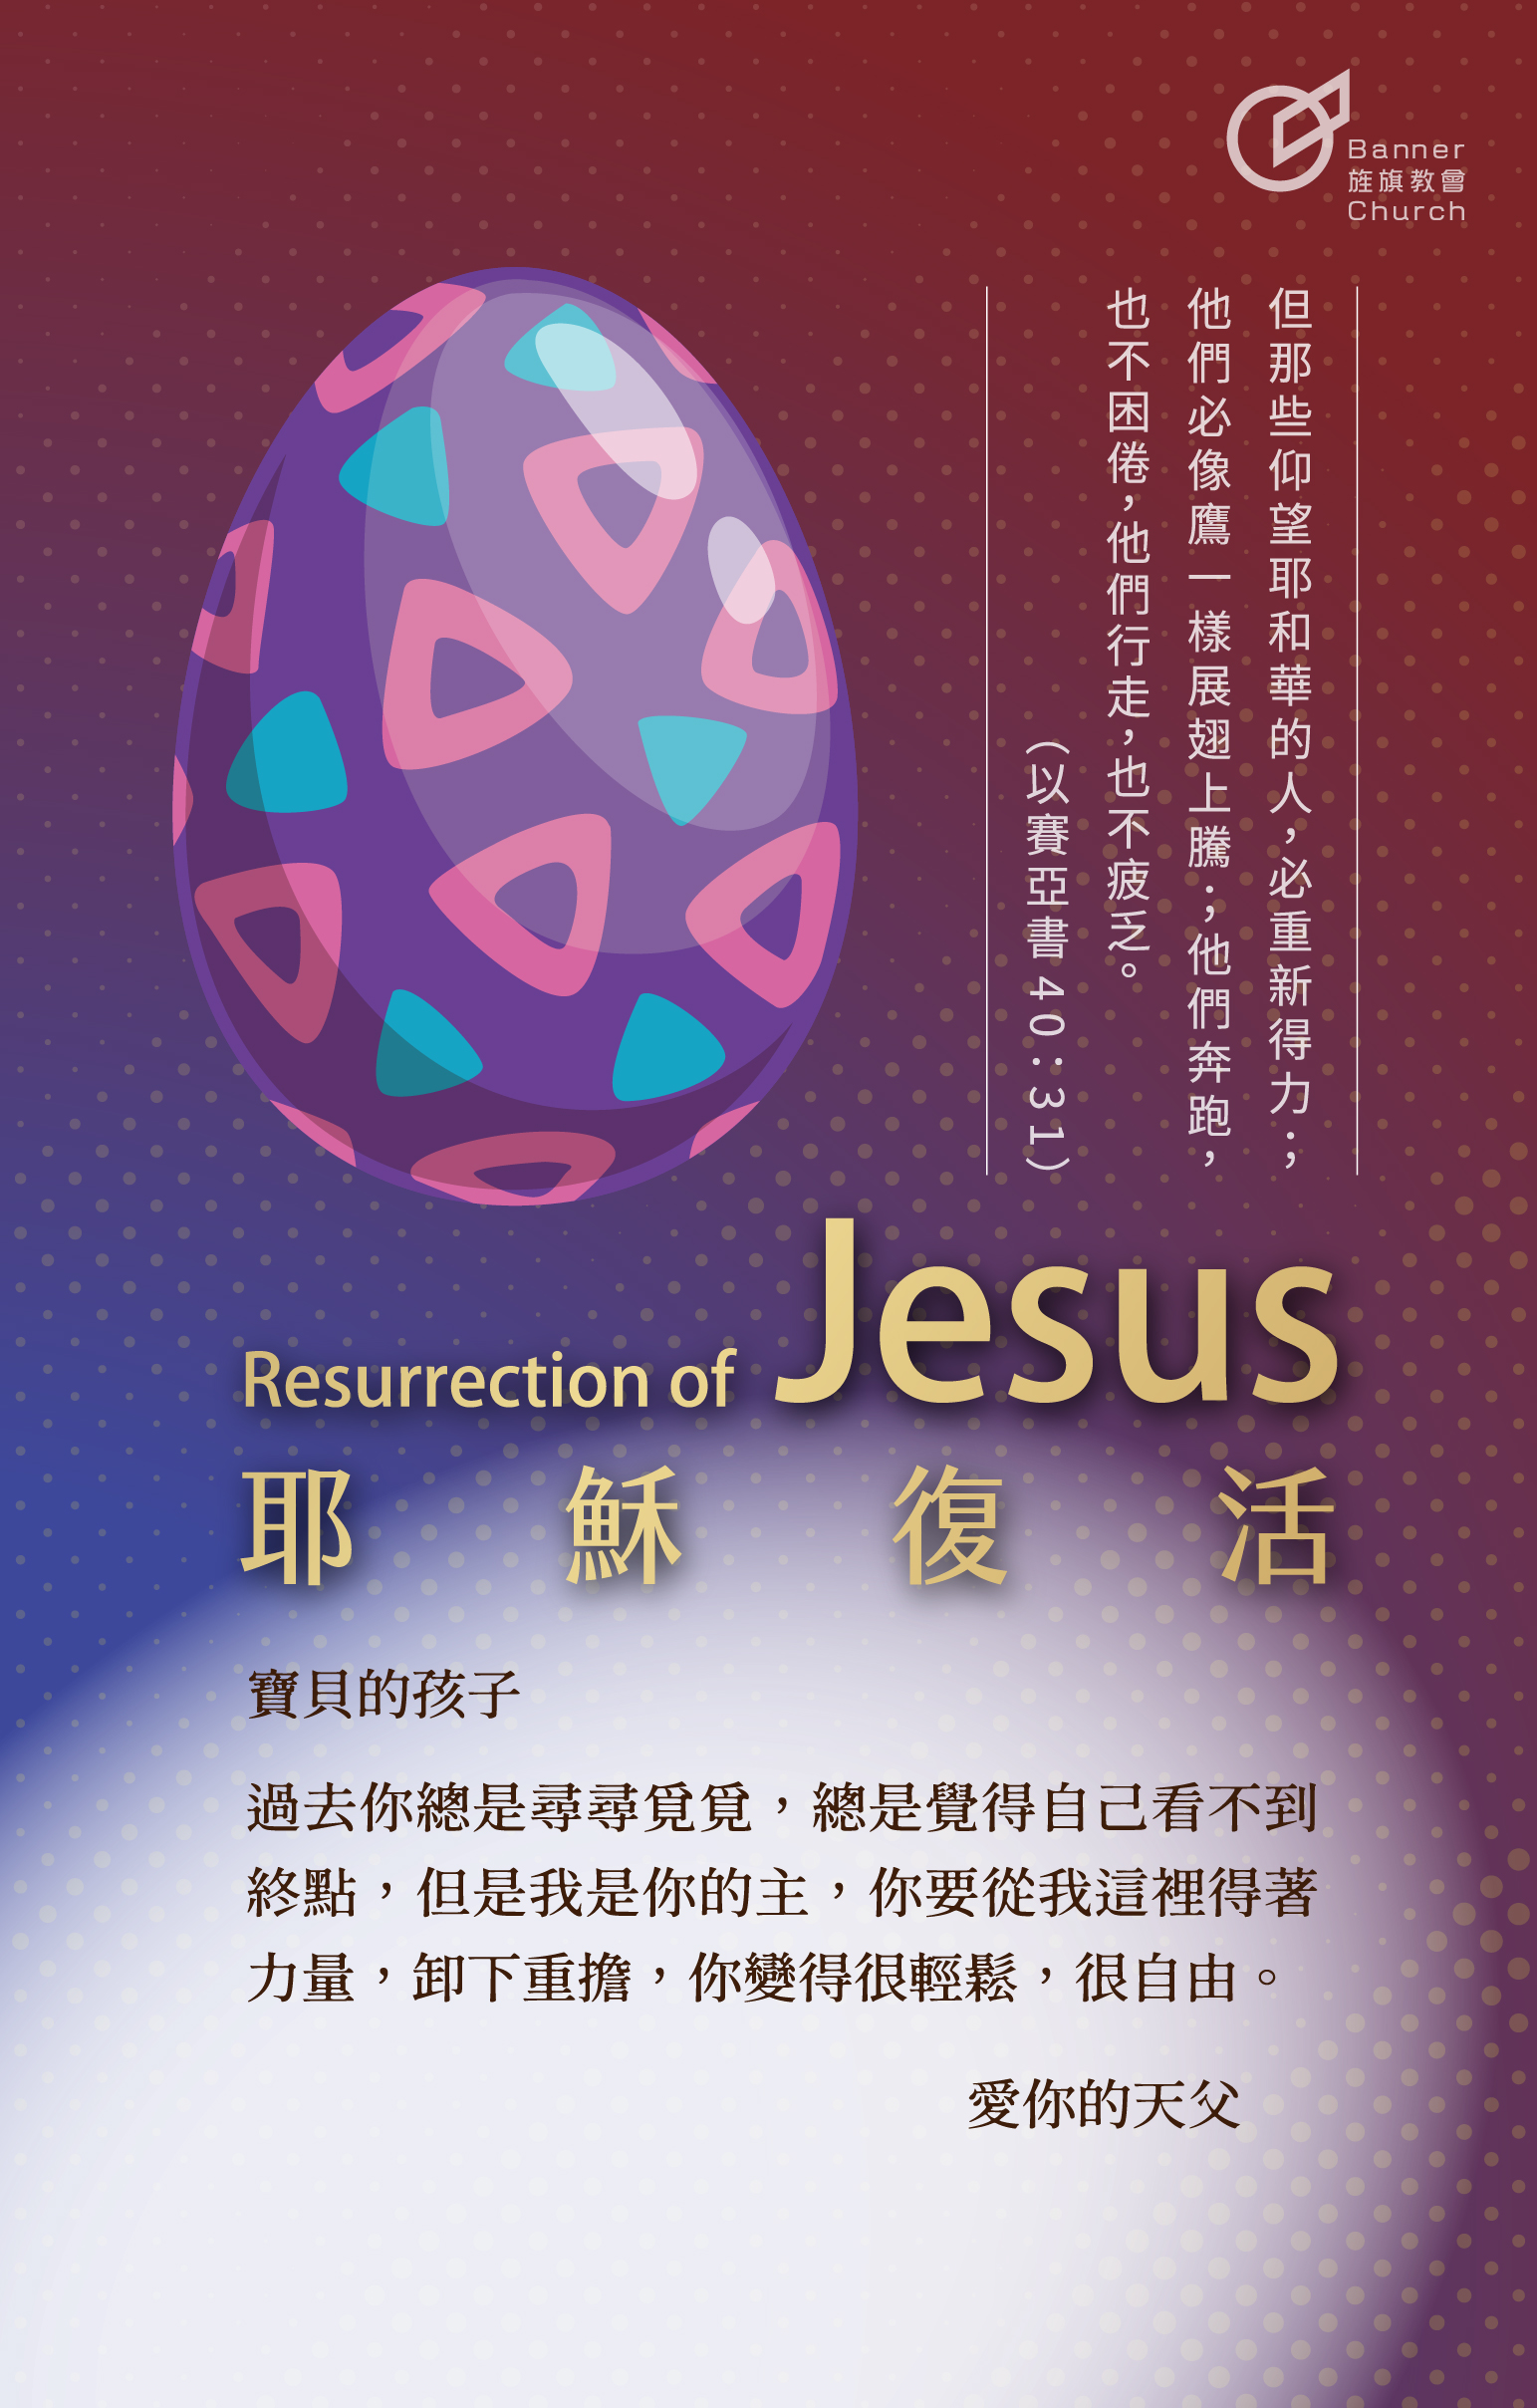 Banner
旌旗教會
Church
但那些仰望耶和華的人，必重新得力；
他們必像鷹一樣展翅上騰；他們奔跑，
也不困倦，他們行走，也不疲乏。
（以賽亞書40：31）
Resurrection of Jesus
耶穌復活
寶貝的孩子
過去你總是尋尋覓覓，總是覺得自己看不到
終點，但是我是你的主，你要從我這裡得著
力量，卸下重擔，你變得很輕鬆，很自由。
愛你的天父